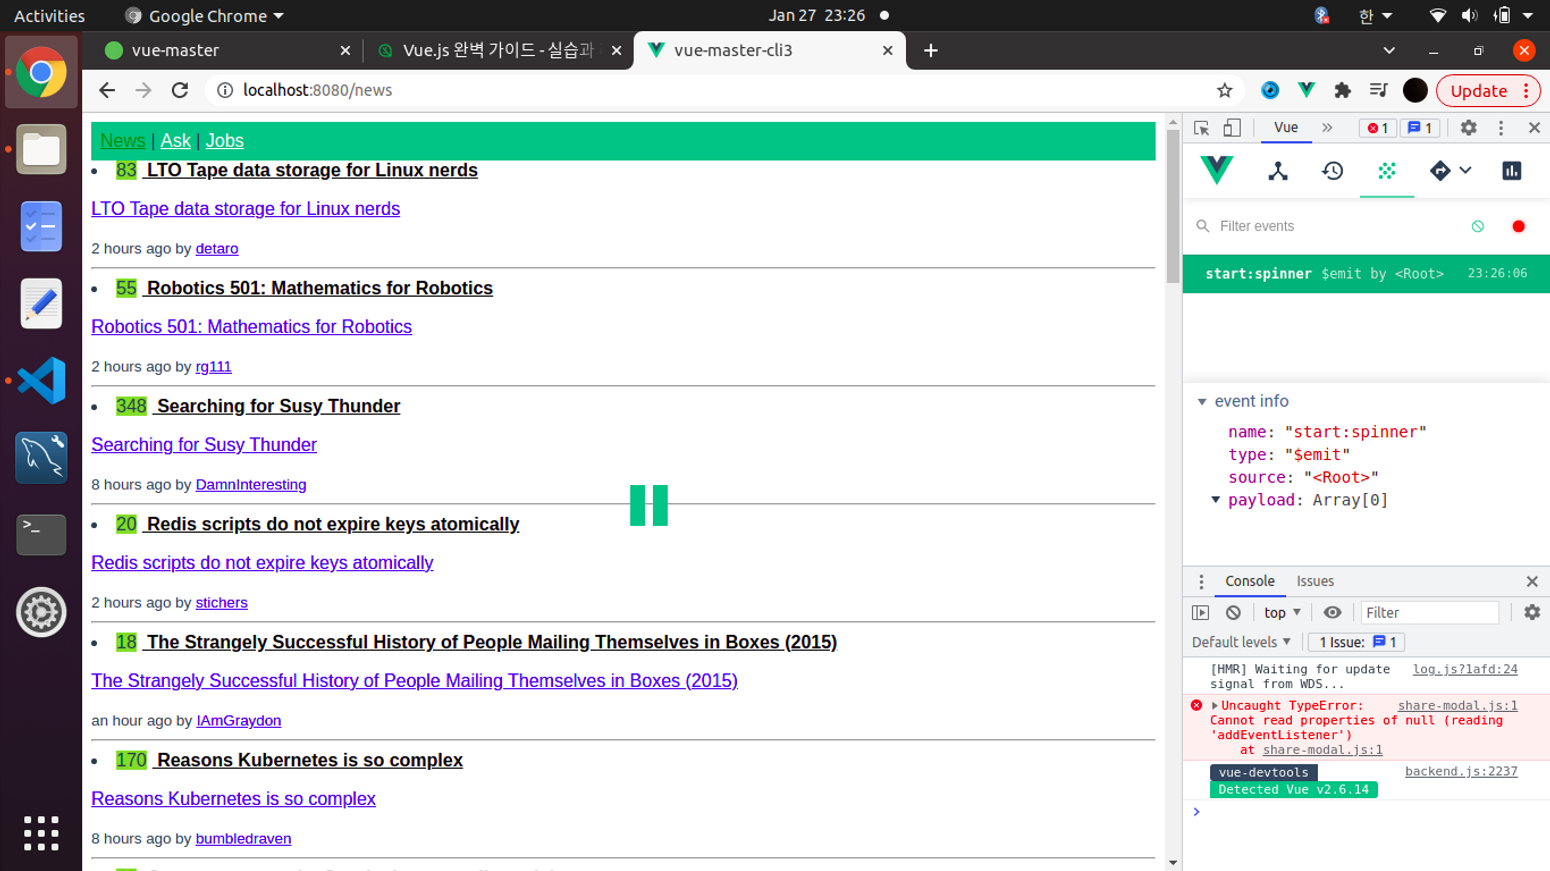 Activities
Google Chrome
Jan 27 23:26
한
vue-master
Vue.js 완벽 가이드 - 실습과
vue-master-cli3
localhost:8080/news
Update
News | Ask | Jobs
83 LTO Tape data storage for Linux nerds
LTO Tape data storage for Linux nerds
2 hours ago by detaro
55 Robotics 501: Mathematics for Robotics
Robotics 501: Mathematics for Robotics
2 hours ago by rg111
348 Searching for Susy Thunder
Searching for Susy Thunder
8 hours ago by DamnInteresting
20 Redis scripts do not expire keys atomically
Redis scripts do not expire keys atomically
2 hours ago by stichers
18 The Strangely Successful History of People Mailing Themselves in Boxes (2015)
The Strangely Successful History of People Mailing Themselves in Boxes (2015)
an hour ago by IAmGraydon
170 Reasons Kubernetes is so complex
Reasons Kubernetes is so complex
8 hours ago by bumbledraven
Vue
» 1 1
Filter events
start:spinner $emit by <Root> 23:26:06
event info
name: "start:spinner"
type: "$emit"
source: "<Root>"
payload: Array[0]
Console Issues
top Filter
Default levels 1 Issue: 1
[HMR] Waiting for update log.js?1afd:24
signal from WDS...
Uncaught TypeError: share-modal.js:1
Cannot read properties of null (reading
'addEventListener')
at share-modal.js:1
vue-devtools backend.js:2237
Detected Vue v2.6.14
>